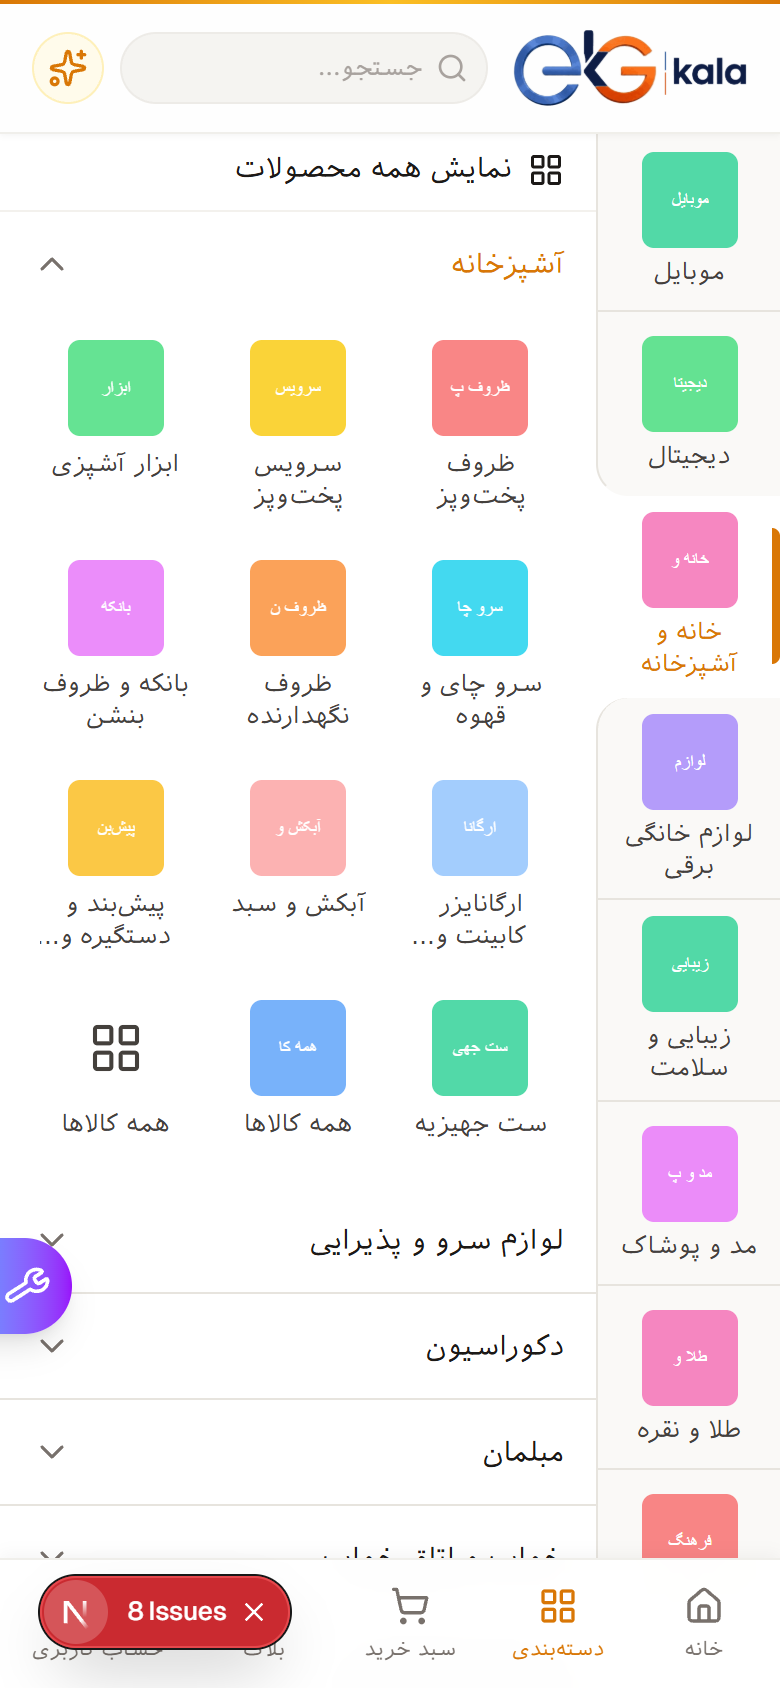 ekG kala
جستجو...
نمایش همه محصولات
آشپزخانه
ظروف پ
ظروف
پخت‌وپز
سرویس
سرویس
پخت‌وپز
ابزار
ابزار آشپزی
سرو چا
سرو چای و
قهوه
ظروف ن
ظروف
نگهدارنده
بانکه
بانکه و ظروف
بنشن
ارگانا
ارگانایزر
کابینت و...
آبکش و
آبکش و سبد
پیش‌بن
پیش‌بند و
دستگیره و...
ست جهی
ست جهیزیه
همه کا
همه کالاها
همه کالاها
لوازم سرو و پذیرایی
دکوراسیون
مبلمان
موبایل
موبایل
دیجیتا
دیجیتال
خانه و
خانه و
آشپزخانه
لوازم
لوازم خانگی
برقی
زیبایی
زیبایی و
سلامت
مد و پ
مد و پوشاک
طلا و
طلا و نقره
فرهنگ
خانه
دسته‌بندی
سبد خرید
بلاگ
حساب کاربری
N 8 Issues